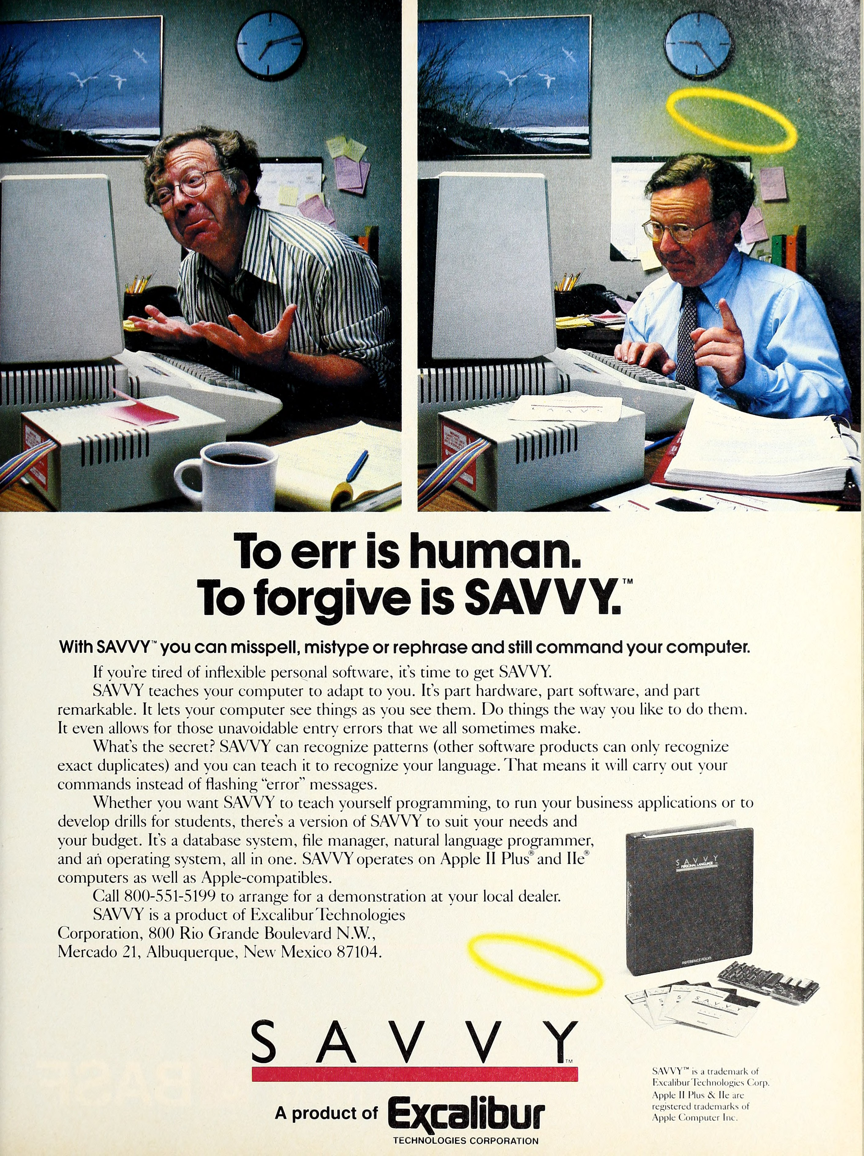 To err is human.
To forgive is SAVVY.™
With SAVVY™ you can misspell, mistype or rephrase and still command your computer.
If you're tired of inflexible personal software, it's time to get SAVVY.
SAVVY teaches your computer to adapt to you. It's part hardware, part software, and part
remarkable. It lets your computer see things as you see them. Do things the way you like to do them.
It even allows for those unavoidable entry errors that we all sometimes make.
What's the secret? SAVVY can recognize patterns (other software products can only recognize
exact duplicates) and you can teach it to recognize your language. That means it will carry out your
commands instead of flashing "error" messages.
Whether you want SAVVY to teach yourself programming, to run your business applications or to
develop drills for students, there's a version of SAVVY to suit your needs and
your budget. It's a database system, file manager, natural language programmer,
and an operating system, all in one. SAVVY operates on Apple II Plus® and IIe®
computers as well as Apple-compatibles.
Call 800-551-5199 to arrange for a demonstration at your local dealer.
SAVVY is a product of Excalibur Technologies
Corporation, 800 Rio Grande Boulevard N.W.,
Mercado 21, Albuquerque, New Mexico 87104.
SAVVY
PERSONAL LANGUAGE
SAVVY™
A product of Excalibur
TECHNOLOGIES CORPORATION
SAVVY™ is a trademark of
Excalibur Technologies Corp.
Apple II Plus & IIe are
registered trademarks of
Apple Computer Inc.